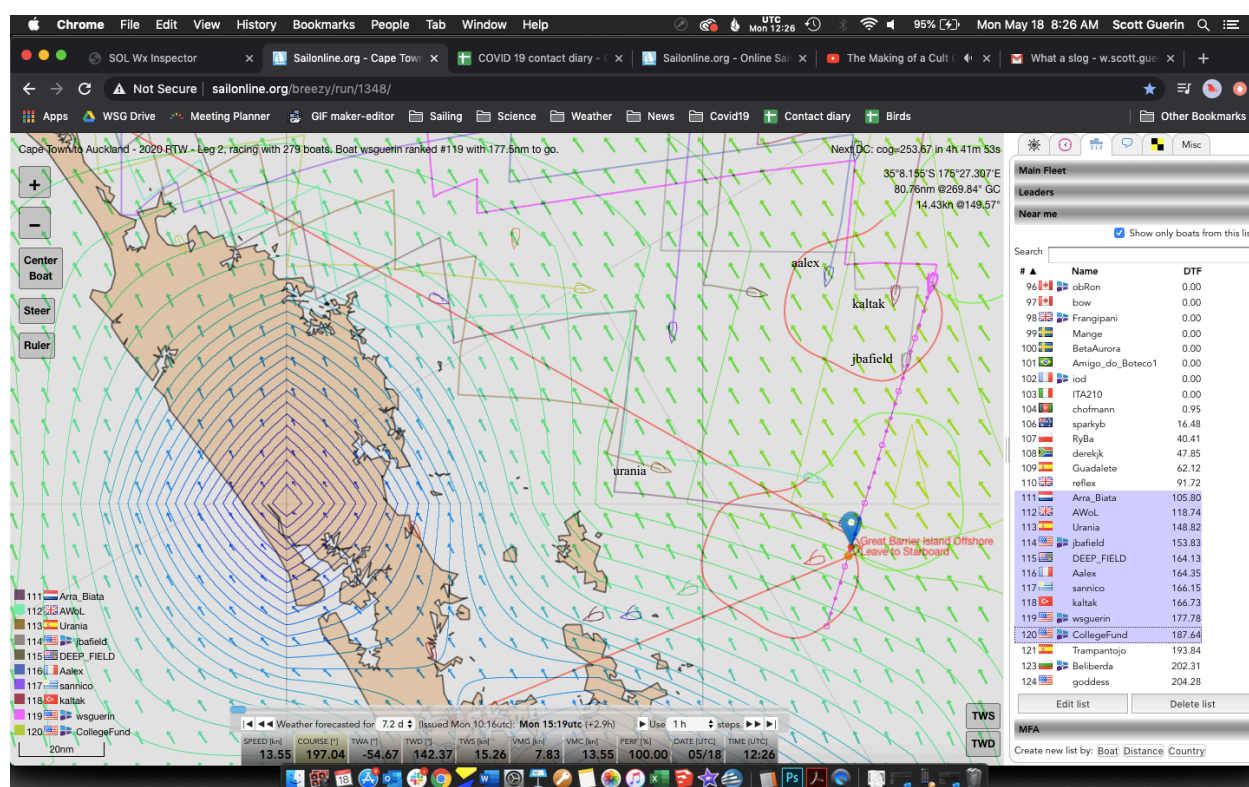 Chrome File Edit View History Bookmarks People Tab Window Help UTC Mon 12:26 95% Mon May 18 8:26 AM Scott Guerin
SOL Wx Inspector × Sailonline.org - Cape Town × COVID 19 contact diary - × Sailonline.org - Online Sai × The Making of a Cult × What a slog - w.scott.gue × +
Not Secure | sailonline.org/breezy/run/1348/
Apps WSG Drive Meeting Planner GIF maker-editor Sailing Science Weather News Covid19 Contact diary Birds Other Bookmarks
Cape Town to Auckland - 2020 RTW - Leg 2, racing with 279 boats. Boat wsguerin ranked #119 with 177.5nm to go.
Next DC: cog=253.67 in 4h 41m 53s
35°8.155'S 175°27.307'E
80.76nm @269.84° GC
14.43kn @149.57°
+
−
Center Boat
Steer
Ruler
aalex
kaltak
jbafield
urania
Great Barrier Island Offshore
Leave to Starboard
111 Arra_Biata
112 AWoL
113 Urania
114 jbafield
115 DEEP_FIELD
116 Aalex
117 sannico
118 kaltak
119 wsguerin
120 CollegeFund
20nm
Weather forecasted for 7.2 d (Issued Mon 10:16utc): Mon 15:19utc (+2.9h) Use 1 h steps.
TWS
TWD
SPEED [kn] COURSE [°] TWA [°] TWD [°] TWS [kn] VMG [kn] VMC [kn] PERF [%] DATE [UTC] TIME [UTC]
13.55 197.04 -54.67 142.37 15.26 7.83 13.55 100.00 05/18 12:26
Misc
Main Fleet
Leaders
Near me
Show only boats from this lis
Search
# ▲ Name DTF
96 obRon 0.00
97 bow 0.00
98 Frangipani 0.00
99 Mange 0.00
100 BetaAurora 0.00
101 Amigo_do_Boteco1 0.00
102 iod 0.00
103 ITA210 0.00
104 chofmann 0.95
106 sparkyb 16.48
107 RyBa 40.41
108 derekjk 47.85
109 Guadalete 62.12
110 reflex 91.72
111 Arra_Biata 105.80
112 AWoL 118.74
113 Urania 148.82
114 jbafield 153.83
115 DEEP_FIELD 164.13
116 Aalex 164.35
117 sannico 166.15
118 kaltak 166.73
119 wsguerin 177.78
120 CollegeFund 187.64
121 Trampantojo 193.84
123 Beliberda 202.31
124 goddess 204.28
Edit list Delete list
MFA
Create new list by: Boat Distance Country
18 Ps